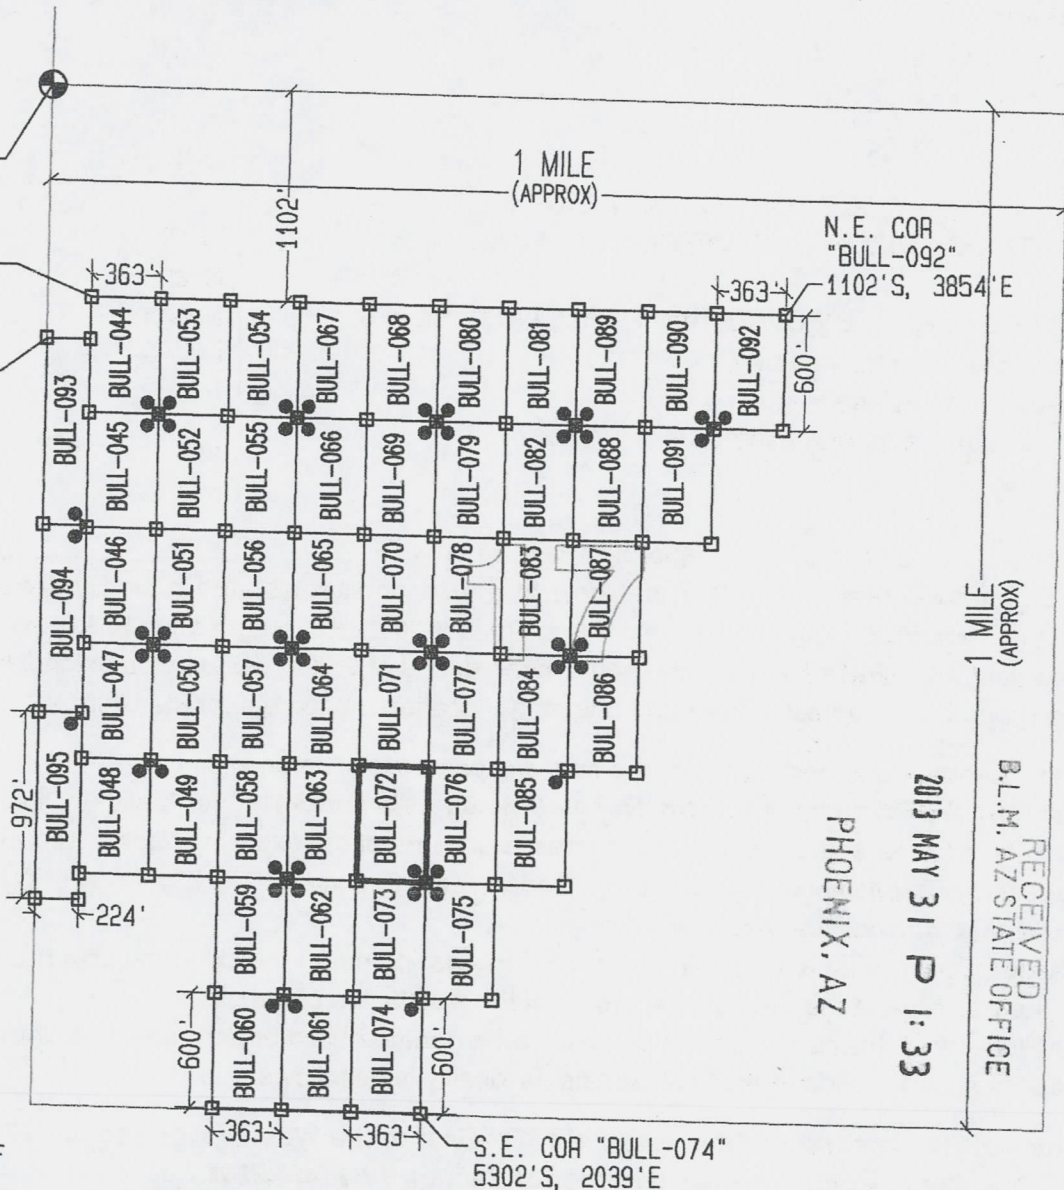 1 MILE
(APPROX)
1102'
N.E. COR
"BULL-092"
1102'S, 3854'E
363'
363'
600'
BULL-044
BULL-053
BULL-054
BULL-067
BULL-068
BULL-080
BULL-081
BULL-089
BULL-090
BULL-092
BULL-093
BULL-045
BULL-052
BULL-055
BULL-066
BULL-069
BULL-079
BULL-082
BULL-088
BULL-091
BULL-094
BULL-046
BULL-051
BULL-056
BULL-065
BULL-070
BULL-078
BULL-083
BULL-087
BULL-047
BULL-050
BULL-057
BULL-064
BULL-071
BULL-077
BULL-084
BULL-086
972'
BULL-095
BULL-048
BULL-049
BULL-058
BULL-063
BULL-072
BULL-076
BULL-085
224'
BULL-059
BULL-062
BULL-073
BULL-075
600'
BULL-060
BULL-061
BULL-074
600'
363'
363'
S.E. COR "BULL-074"
5302'S, 2039'E
1 MILE
(APPROX)
RECEIVED
B.L.M. AZ STATE OFFICE
2013 MAY 31 P 1:33
PHOENIX, AZ